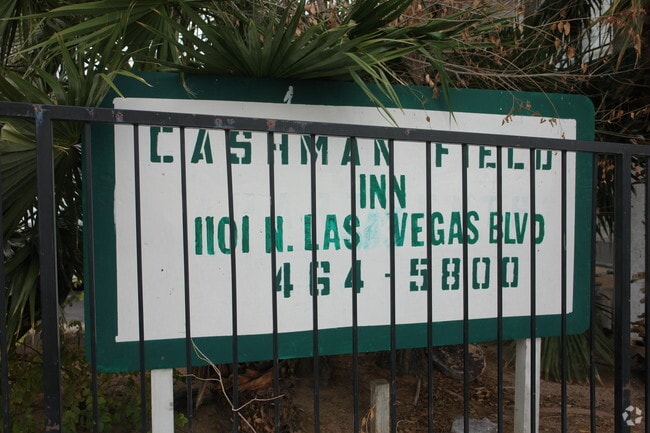 CASHMAN FIELD
INN
1101 N. LAS VEGAS BLVD
464-5800